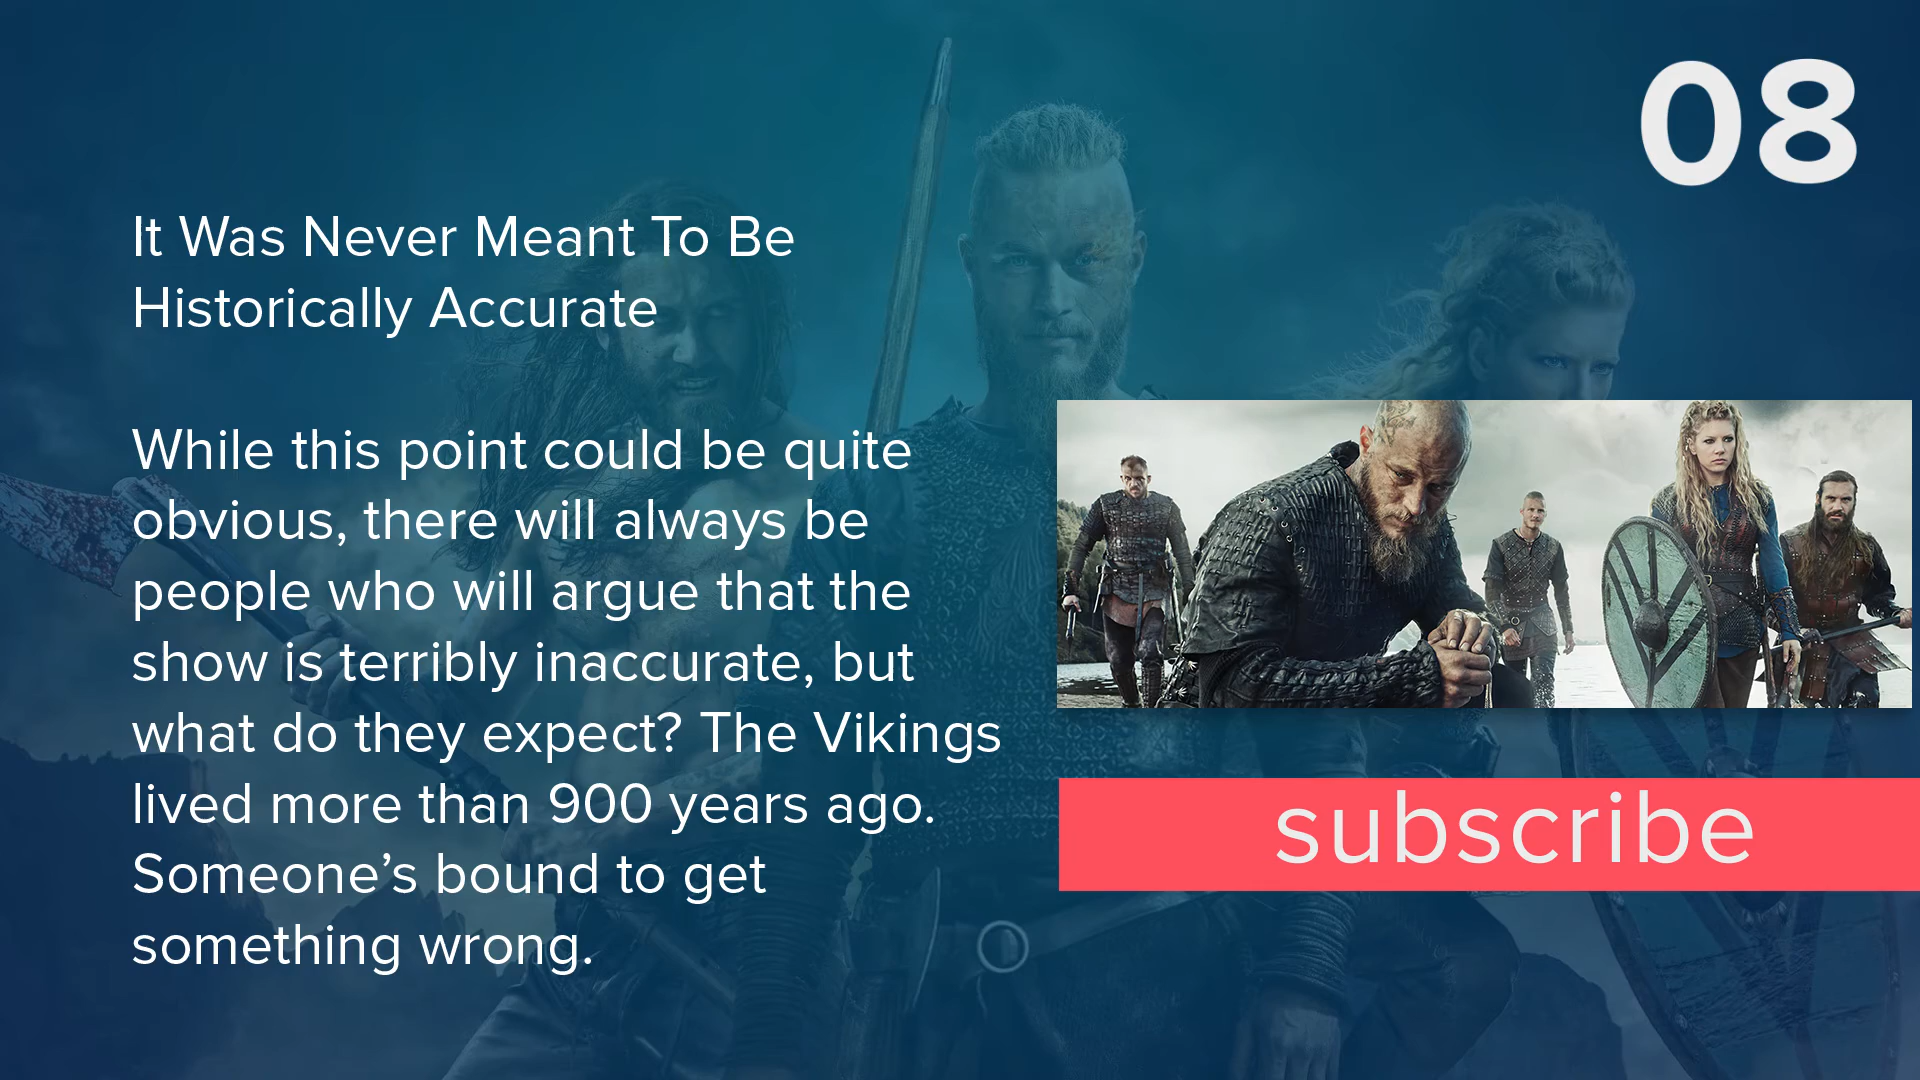 08
It Was Never Meant To Be
Historically Accurate
While this point could be quite
obvious, there will always be
people who will argue that the
show is terribly inaccurate, but
what do they expect? The Vikings
lived more than 900 years ago.
Someone’s bound to get
something wrong.
subscribe